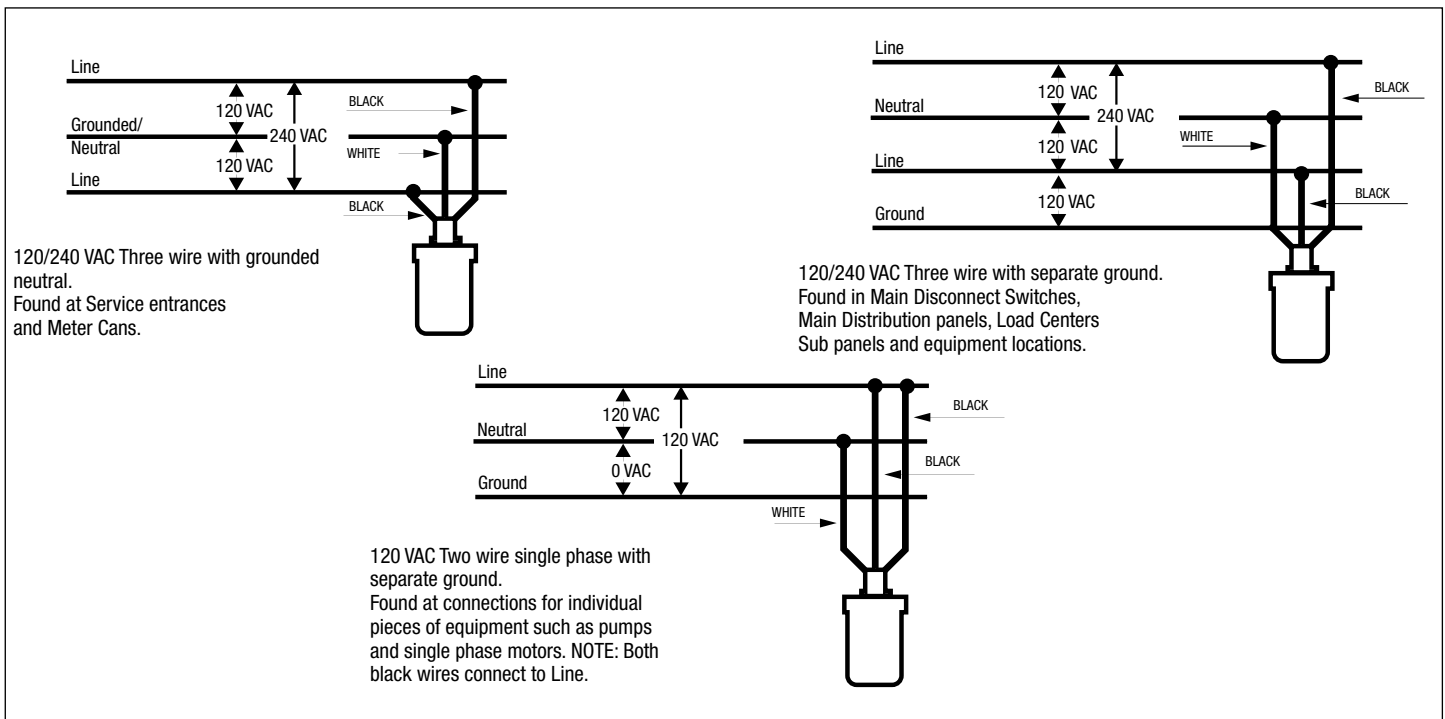 Line
120 VAC
BLACK
Grounded/
240 VAC
Neutral
WHITE
120 VAC
Line
BLACK
120/240 VAC Three wire with grounded
neutral.
Found at Service entrances
and Meter Cans.
Line
BLACK
120 VAC
Neutral
240 VAC
WHITE
120 VAC
Line
BLACK
120 VAC
Ground
120/240 VAC Three wire with separate ground.
Found in Main Disconnect Switches,
Main Distribution panels, Load Centers
Sub panels and equipment locations.
Line
BLACK
120 VAC
Neutral
120 VAC
BLACK
0 VAC
Ground
WHITE
120 VAC Two wire single phase with
separate ground.
Found at connections for individual
pieces of equipment such as pumps
and single phase motors. NOTE: Both
black wires connect to Line.